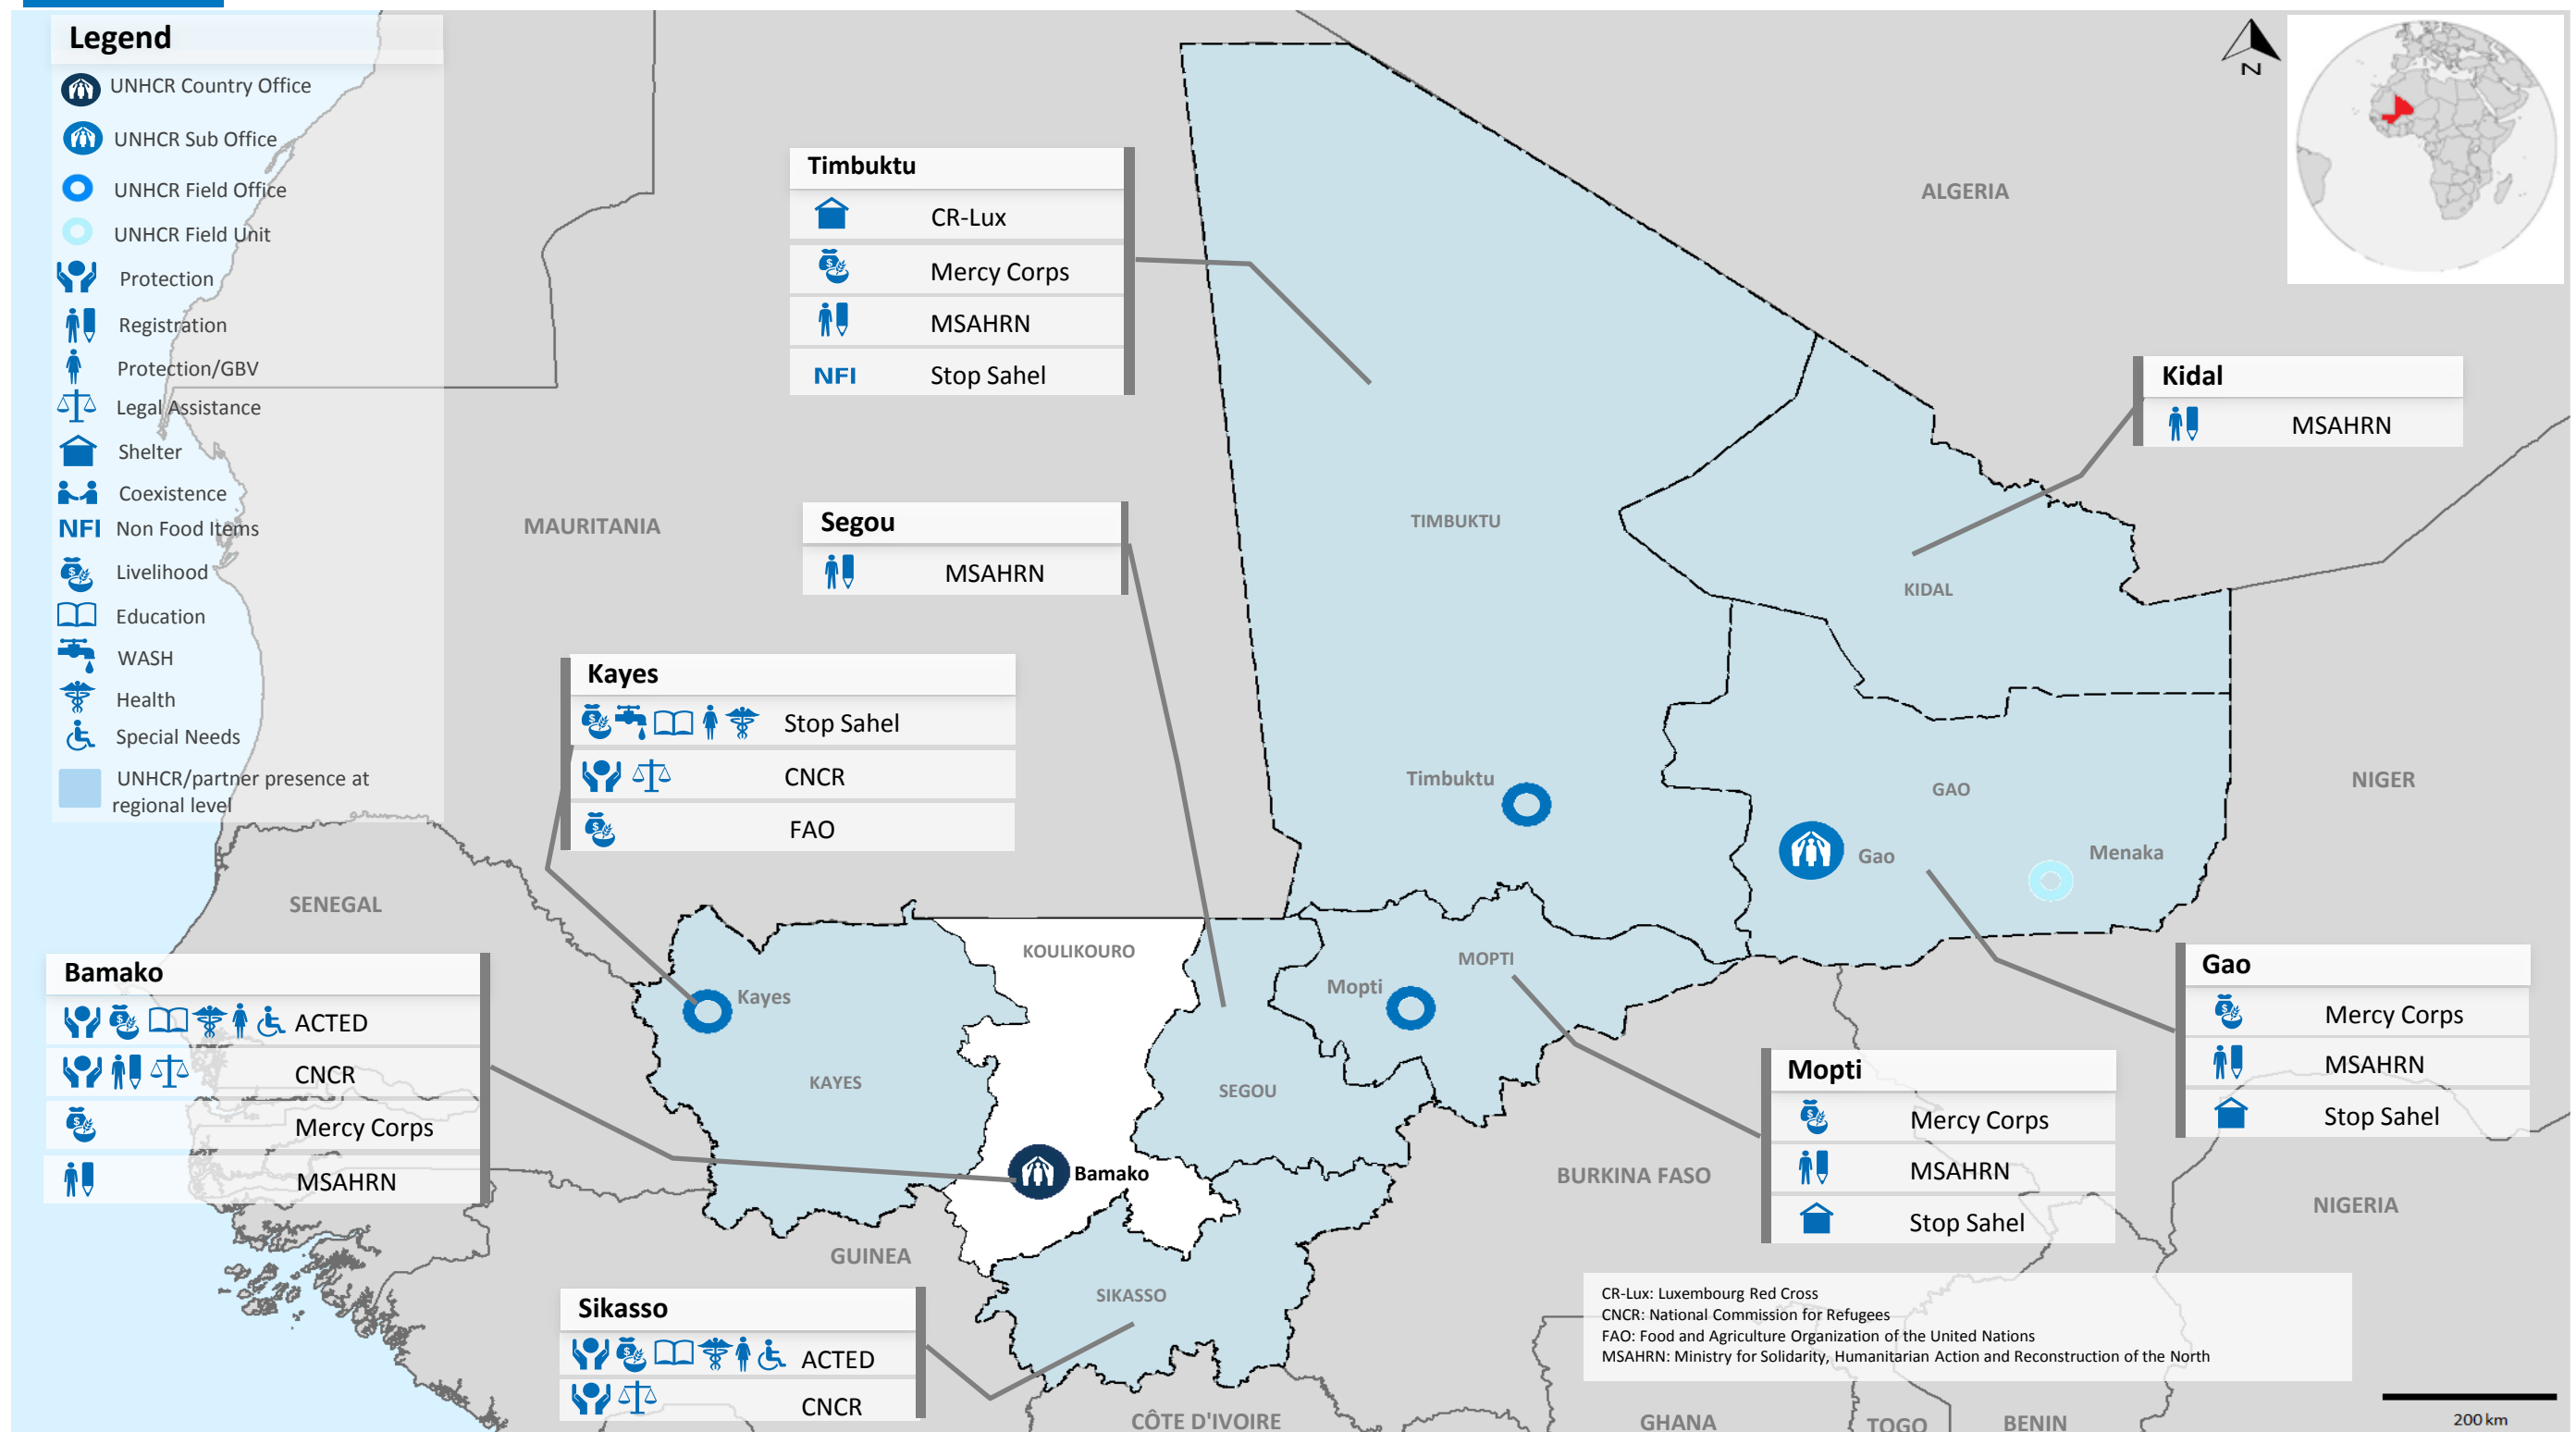 Legend
UNHCR Country Office
UNHCR Sub Office
UNHCR Field Office
UNHCR Field Unit
Protection
Registration
Protection/GBV
Legal Assistance
Shelter
Coexistence
NFI Non Food Items
Livelihood
Education
WASH
Health
Special Needs
UNHCR/partner presence at
regional level
N
Timbuktu
CR-Lux
Mercy Corps
MSAHRN
NFI Stop Sahel
Kidal
MSAHRN
Segou
MSAHRN
Kayes
Stop Sahel
CNCR
FAO
Bamako
ACTED
CNCR
Mercy Corps
MSAHRN
Sikasso
ACTED
CNCR
Mopti
Mercy Corps
MSAHRN
Stop Sahel
Gao
Mercy Corps
MSAHRN
Stop Sahel
ALGERIA
MAURITANIA
TIMBUKTU
KIDAL
Timbuktu
GAO
NIGER
Gao
Menaka
SENEGAL
KOULIKOURO
MOPTI
Mopti
Kayes
KAYES
SEGOU
Bamako
BURKINA FASO
NIGERIA
GUINEA
SIKASSO
CÔTE D'IVOIRE
GHANA
TOGO
BENIN
CR-Lux: Luxembourg Red Cross
CNCR: National Commission for Refugees
FAO: Food and Agriculture Organization of the United Nations
MSAHRN: Ministry for Solidarity, Humanitarian Action and Reconstruction of the North
200 km